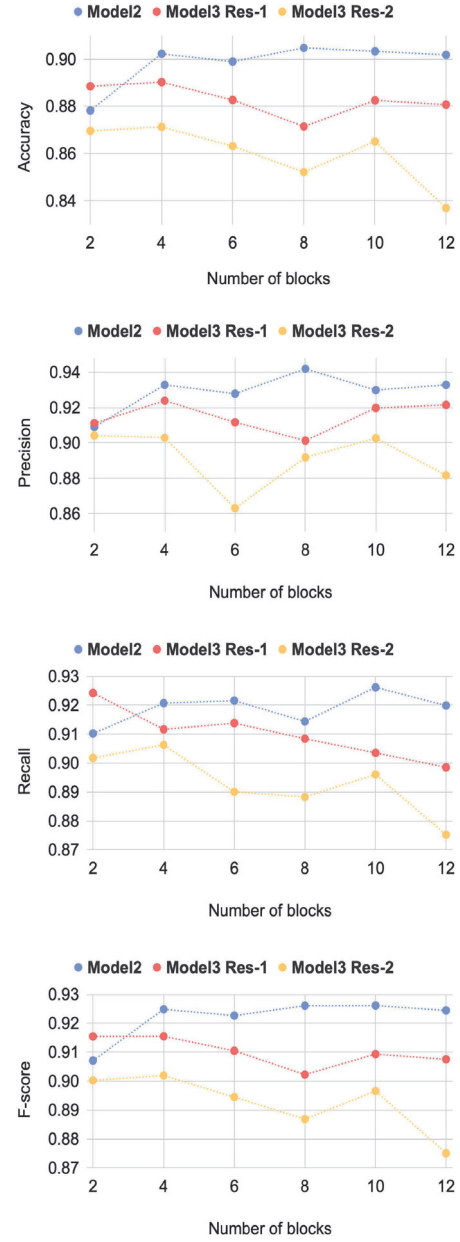 Model2 Model3 Res-1 Model3 Res-2
0.90
0.88
0.86
0.84
Accuracy
2 4 6 8 10 12
Number of blocks
Model2 Model3 Res-1 Model3 Res-2
0.94
0.92
0.90
0.88
0.86
Precision
2 4 6 8 10 12
Number of blocks
Model2 Model3 Res-1 Model3 Res-2
0.93
0.92
0.91
0.90
0.89
0.88
0.87
Recall
2 4 6 8 10 12
Number of blocks
Model2 Model3 Res-1 Model3 Res-2
0.93
0.92
0.91
0.90
0.89
0.88
0.87
F-score
2 4 6 8 10 12
Number of blocks